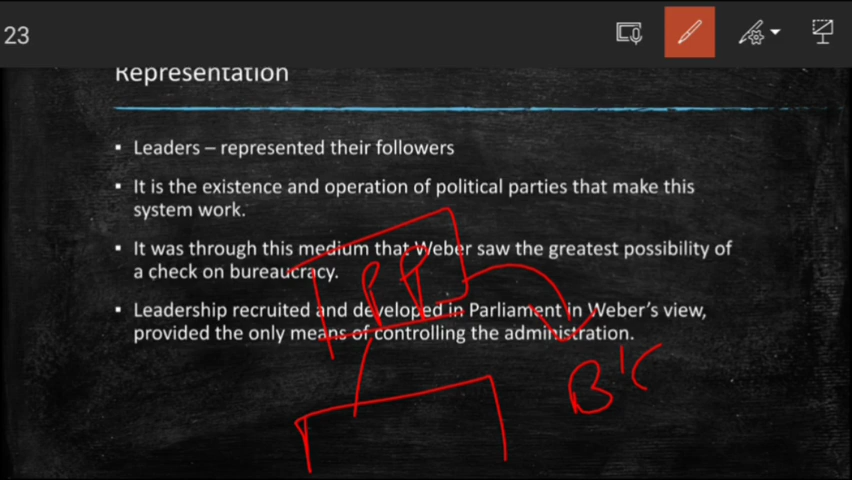 23
Representation
▪ Leaders – represented their followers
▪ It is the existence and operation of political parties that make this
system work.
▪ It was through this medium that Weber saw the greatest possibility of
a check on bureaucracy.
▪ Leadership recruited and developed in Parliament in Weber's view,
provided the only means of controlling the administration.
PP
B'C